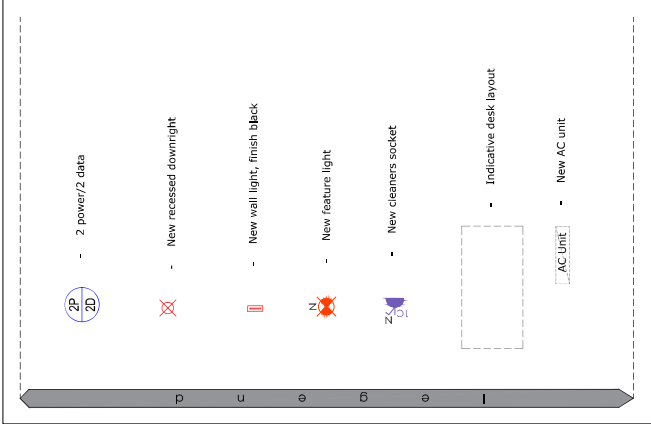 legend
2P
2D
- 2 power/2 data
- New recessed downright
- New wall light, finish black
N
- New feature light
N
1C
- New cleaners socket
- Indicative desk layout
AC Unit
- New AC unit